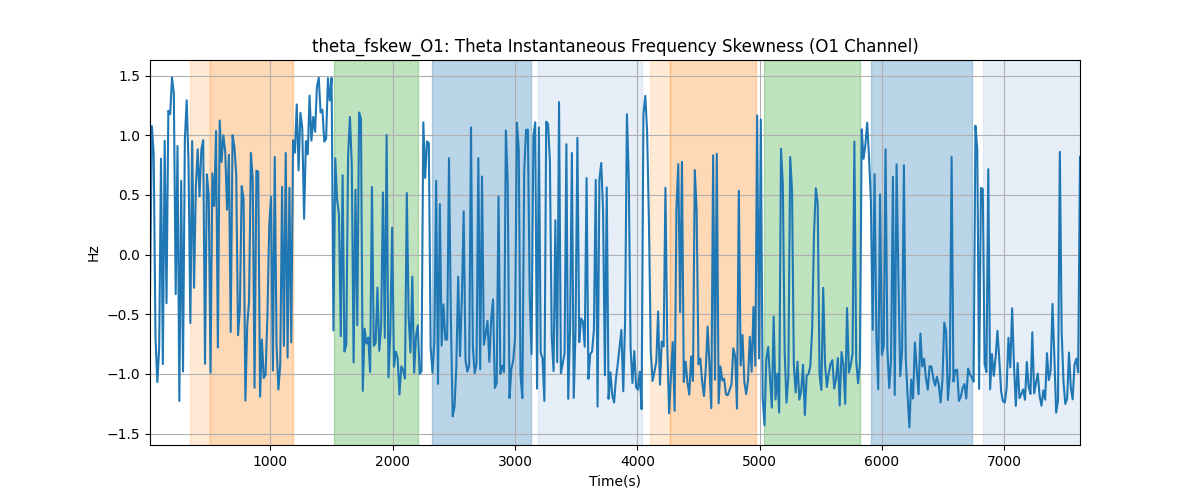 theta_fskew_O1: Theta Instantaneous Frequency Skewness (O1 Channel)
1.5
1.0
0.5
0.0
−0.5
−1.0
−1.5
Hz
1000 2000 3000 4000 5000 6000 7000
Time(s)